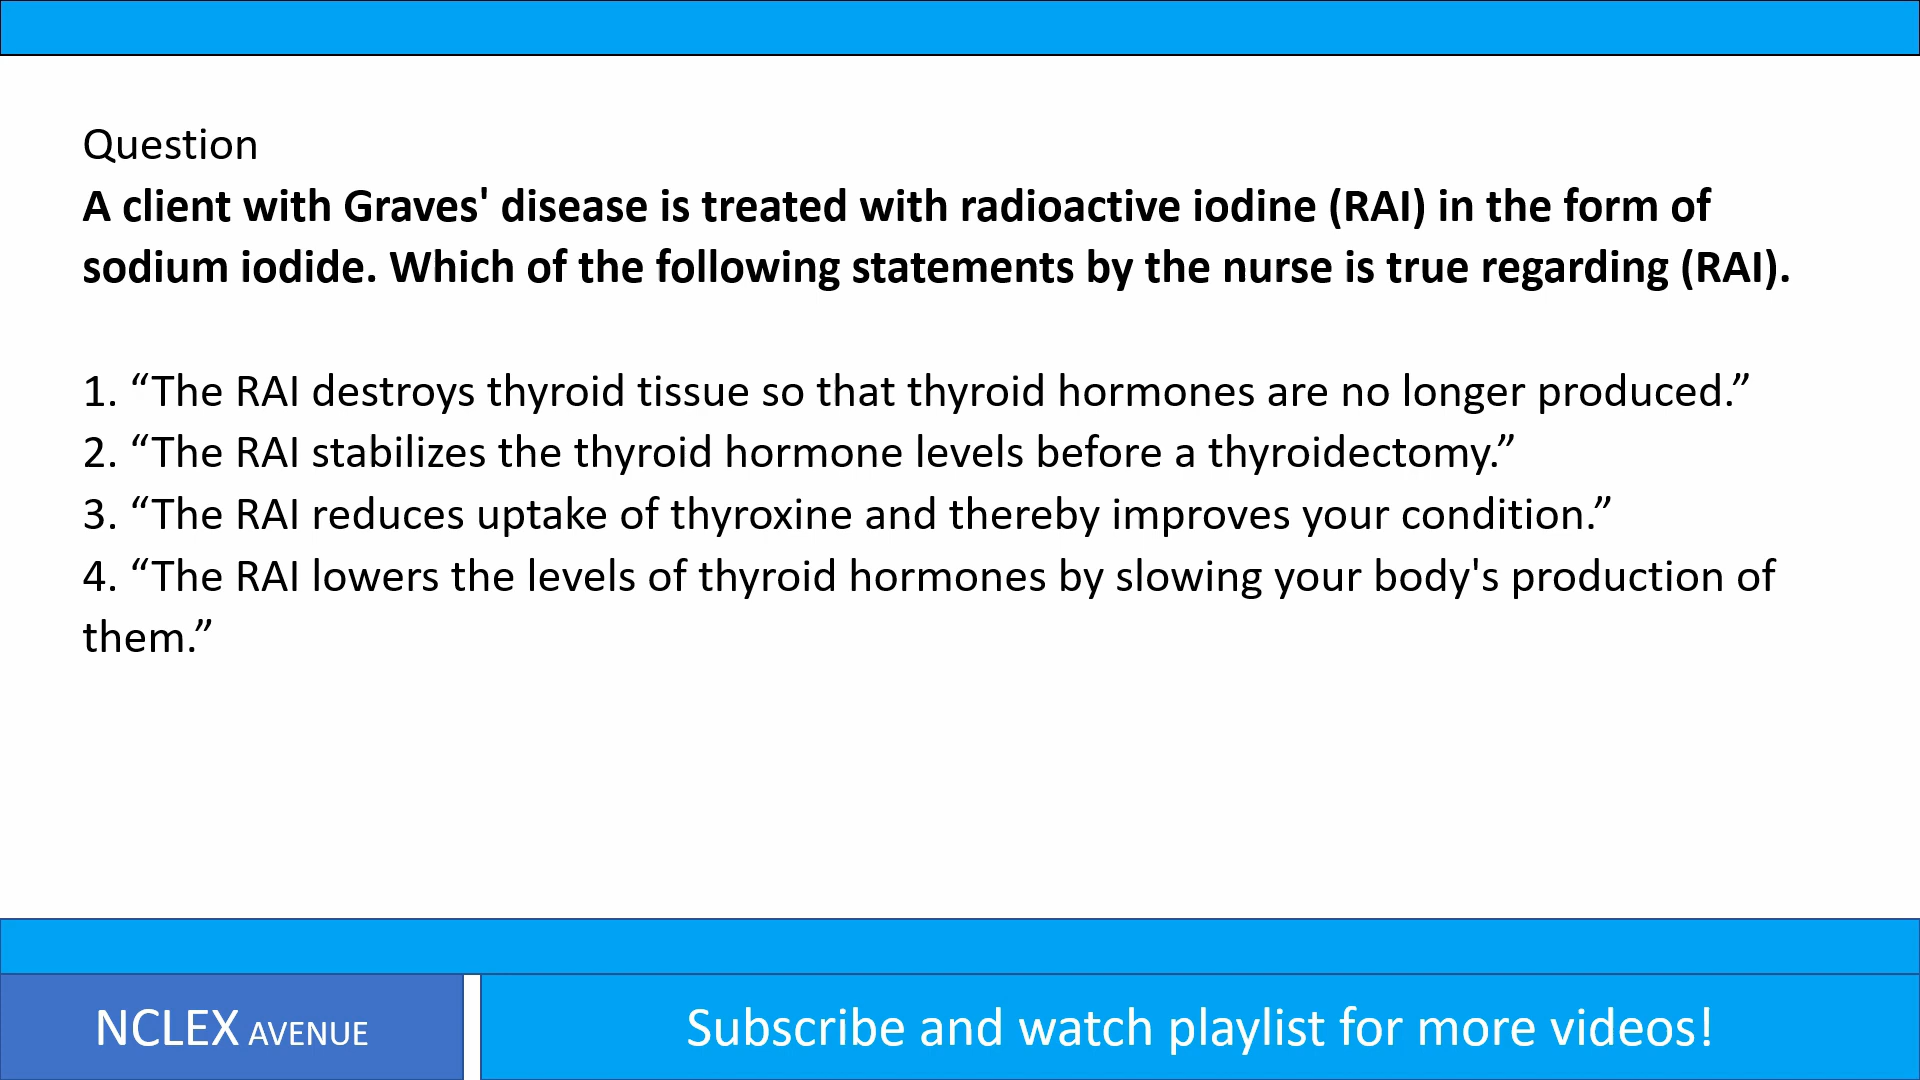 Question
A client with Graves' disease is treated with radioactive iodine (RAI) in the form of
sodium iodide. Which of the following statements by the nurse is true regarding (RAI).
1. “The RAI destroys thyroid tissue so that thyroid hormones are no longer produced.”
2. “The RAI stabilizes the thyroid hormone levels before a thyroidectomy.”
3. “The RAI reduces uptake of thyroxine and thereby improves your condition.”
4. “The RAI lowers the levels of thyroid hormones by slowing your body's production of
them.”
NCLEX AVENUE
Subscribe and watch playlist for more videos!